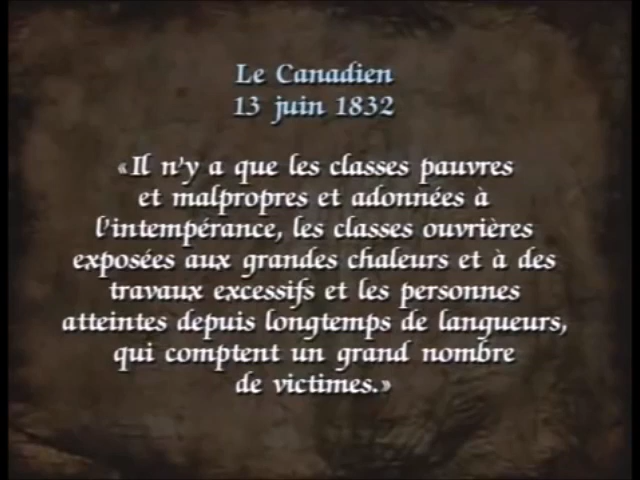 Le Canadien
13 juin 1832
«Il n'y a que les classes pauvres
et malpropres et adonnées à
l'intempérance, les classes ouvrières
exposées aux grandes chaleurs et à des
travaux excessifs et les personnes
atteintes depuis longtemps de langueurs,
qui comptent un grand nombre
de victimes.»